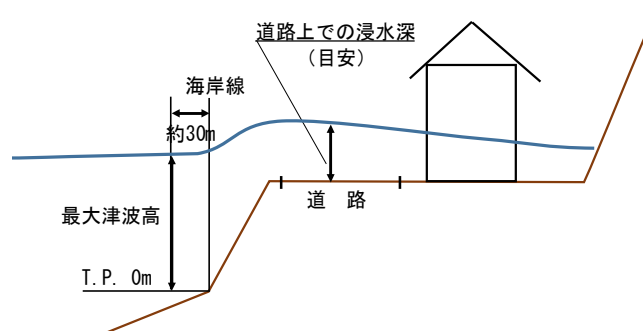 道路上での浸水深
（目安）
海岸線
約30m
最大津波高
道　路
T.P. 0m